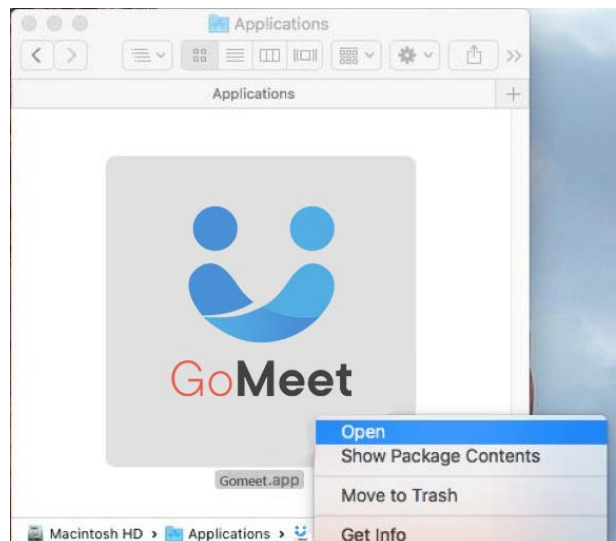 Applications
Applications
GoMeet
Gomeet.app
Open
Show Package Contents
Move to Trash
Get Info
Macintosh HD › Applications ›